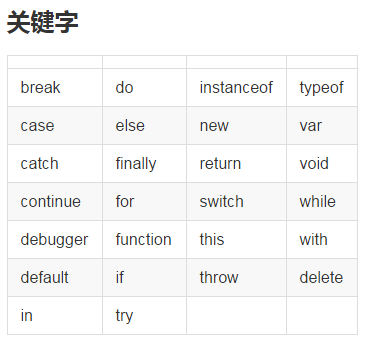 关键字
break do instanceof typeof
case else new var
catch finally return void
continue for switch while
debugger function this with
default if throw delete
in try